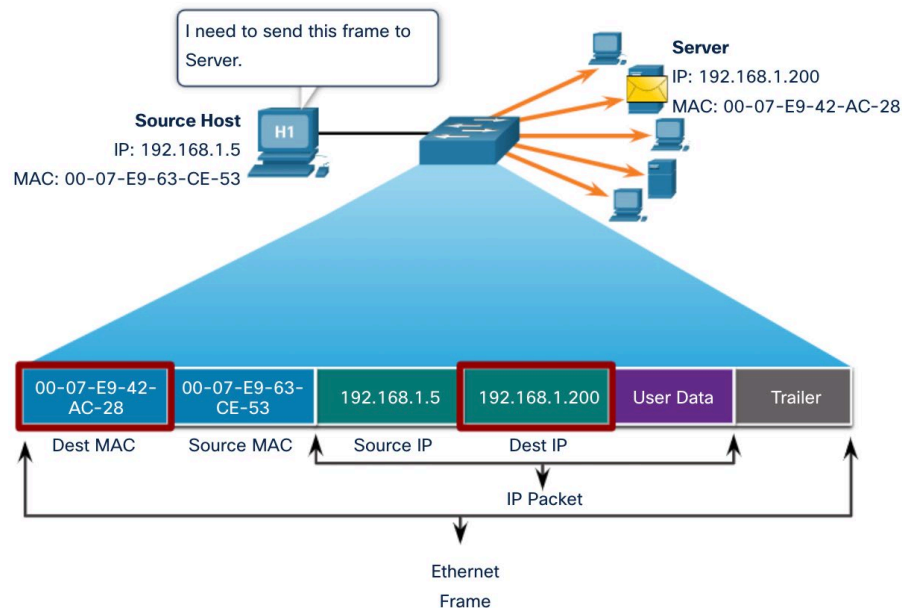 I need to send this frame to
Server.
Server
IP: 192.168.1.200
MAC: 00-07-E9-42-AC-28
Source Host
IP: 192.168.1.5
MAC: 00-07-E9-63-CE-53
H1
00-07-E9-42-
AC-28
00-07-E9-63-
CE-53
192.168.1.5
192.168.1.200
User Data
Trailer
Dest MAC
Source MAC
Source IP
Dest IP
IP Packet
Ethernet
Frame